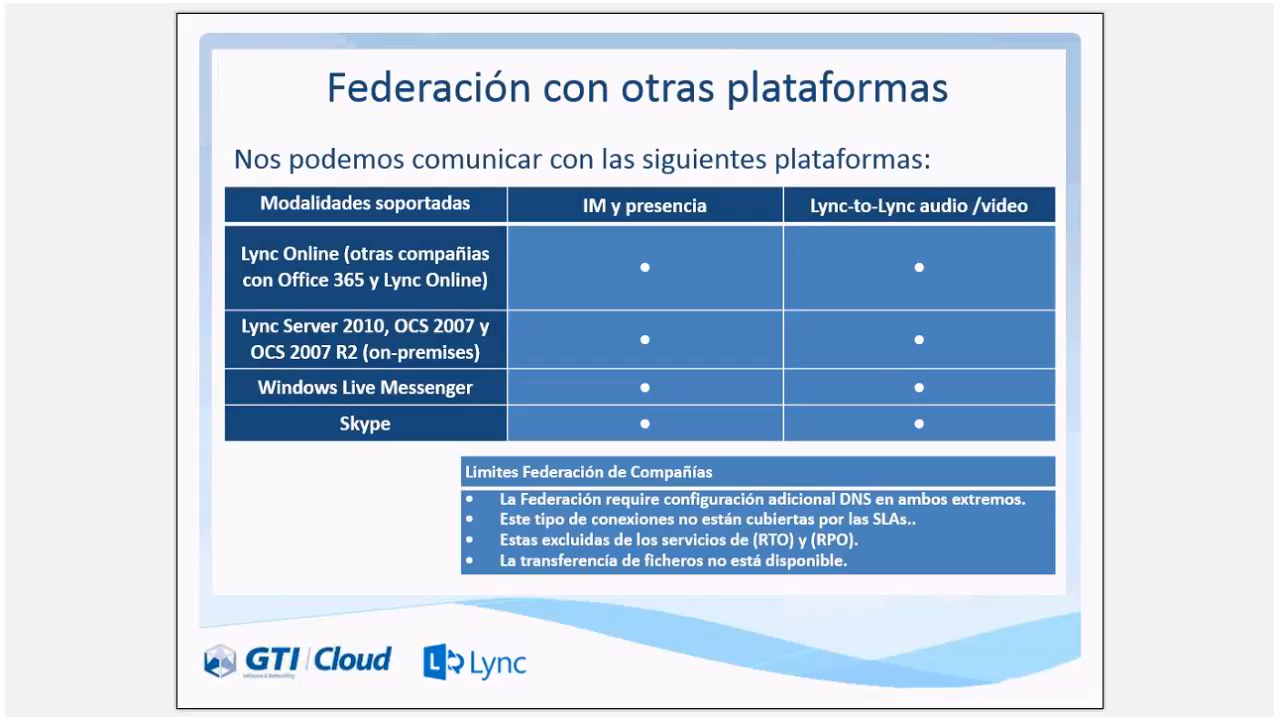 Federación con otras plataformas
Nos podemos comunicar con las siguientes plataformas:
Modalidades soportadas
IM y presencia
Lync-to-Lync audio /video
Lync Online (otras compañias
con Office 365 y Lync Online)
Lync Server 2010, OCS 2007 y
OCS 2007 R2 (on-premises)
Windows Live Messenger
Skype
Limites Federación de Compañías
• La Federación require configuración adicional DNS en ambos extremos.
• Este tipo de conexiones no están cubiertas por las SLAs..
• Estas excluidas de los servicios de (RTO) y (RPO).
• La transferencía de ficheros no está disponible.
GTI Cloud
Lync